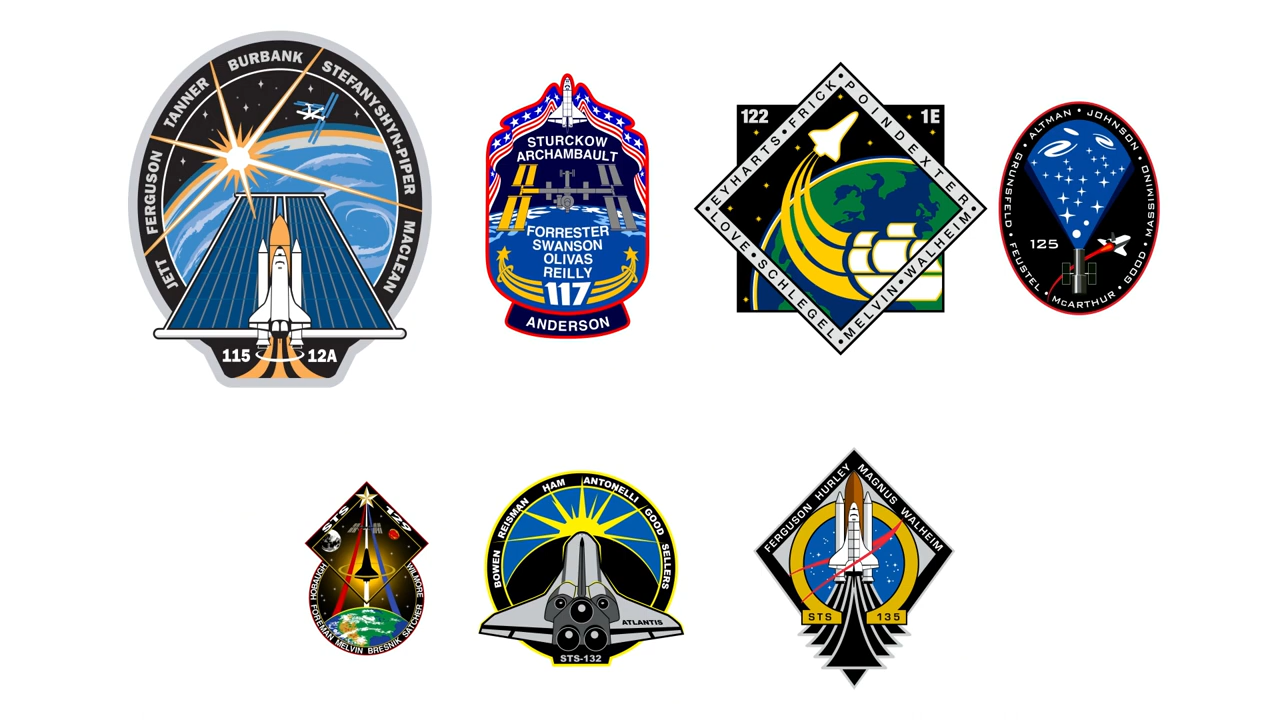 JETT FERGUSON TANNER BURBANK STEFANYSHYN-PIPER MACLEAN
115 12A
STURCKOW
ARCHAMBAULT
FORRESTER
SWANSON
OLIVAS
REILLY
117
ANDERSON
122 1E
EYHARTS • FRICK
POINDEXTER
LOVE • SCHLEGEL
MELVIN • WALHEIM
ALTMAN • JOHNSON • MASSIMINO • GOOD • McARTHUR • FEUSTEL • GRUNSFELD •
125
STS 129
HOBAUGH WILMORE
FOREMAN MELVIN BRESNIK SATCHER
BOWEN REISMAN HAM ANTONELLI GOOD SELLERS
ATLANTIS
STS-132
FERGUSON HURLEY MAGNUS WALHEIM
STS 135